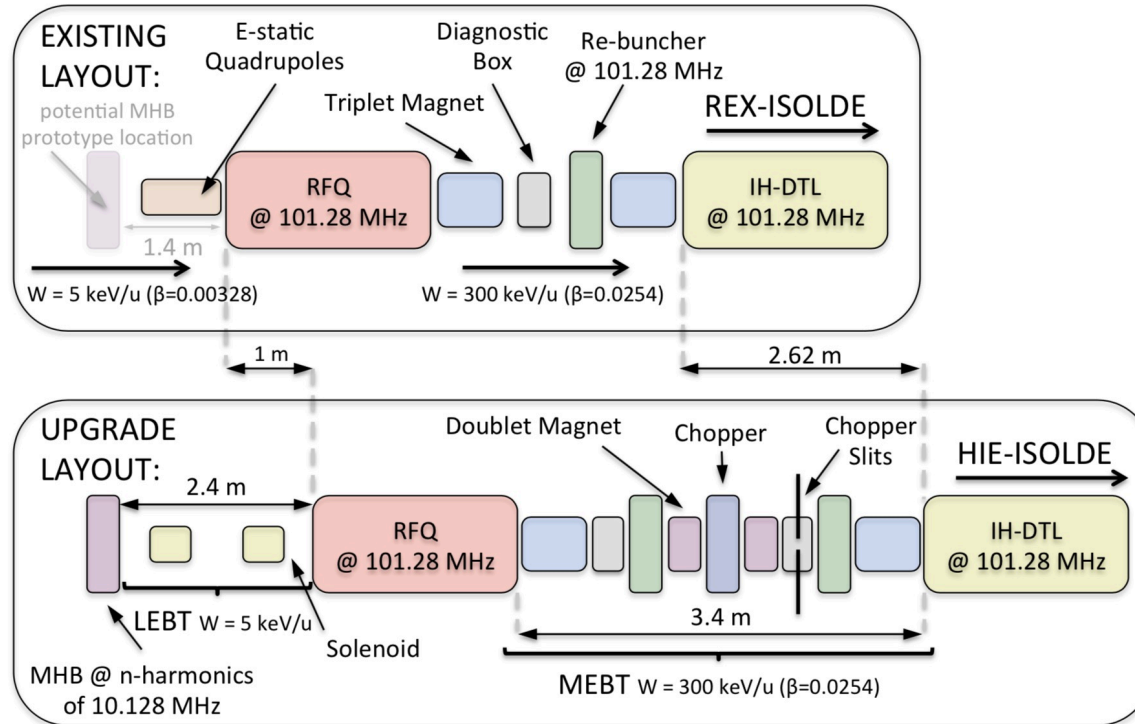 EXISTING
LAYOUT:
E-static
Quadrupoles
Diagnostic
Box
Re-buncher
@ 101.28 MHz
Triplet Magnet
REX-ISOLDE
potential MHB
prototype location
RFQ
@ 101.28 MHz
IH-DTL
@ 101.28 MHz
1.4 m
W = 5 keV/u (β=0.00328)
W = 300 keV/u (β=0.0254)
1 m
2.62 m
UPGRADE
LAYOUT:
Doublet Magnet
Chopper
Chopper
Slits
HIE-ISOLDE
2.4 m
RFQ
@ 101.28 MHz
IH-DTL
@ 101.28 MHz
LEBT W = 5 keV/u
Solenoid
3.4 m
MHB @ n-harmonics
of 10.128 MHz
MEBT W = 300 keV/u (β=0.0254)